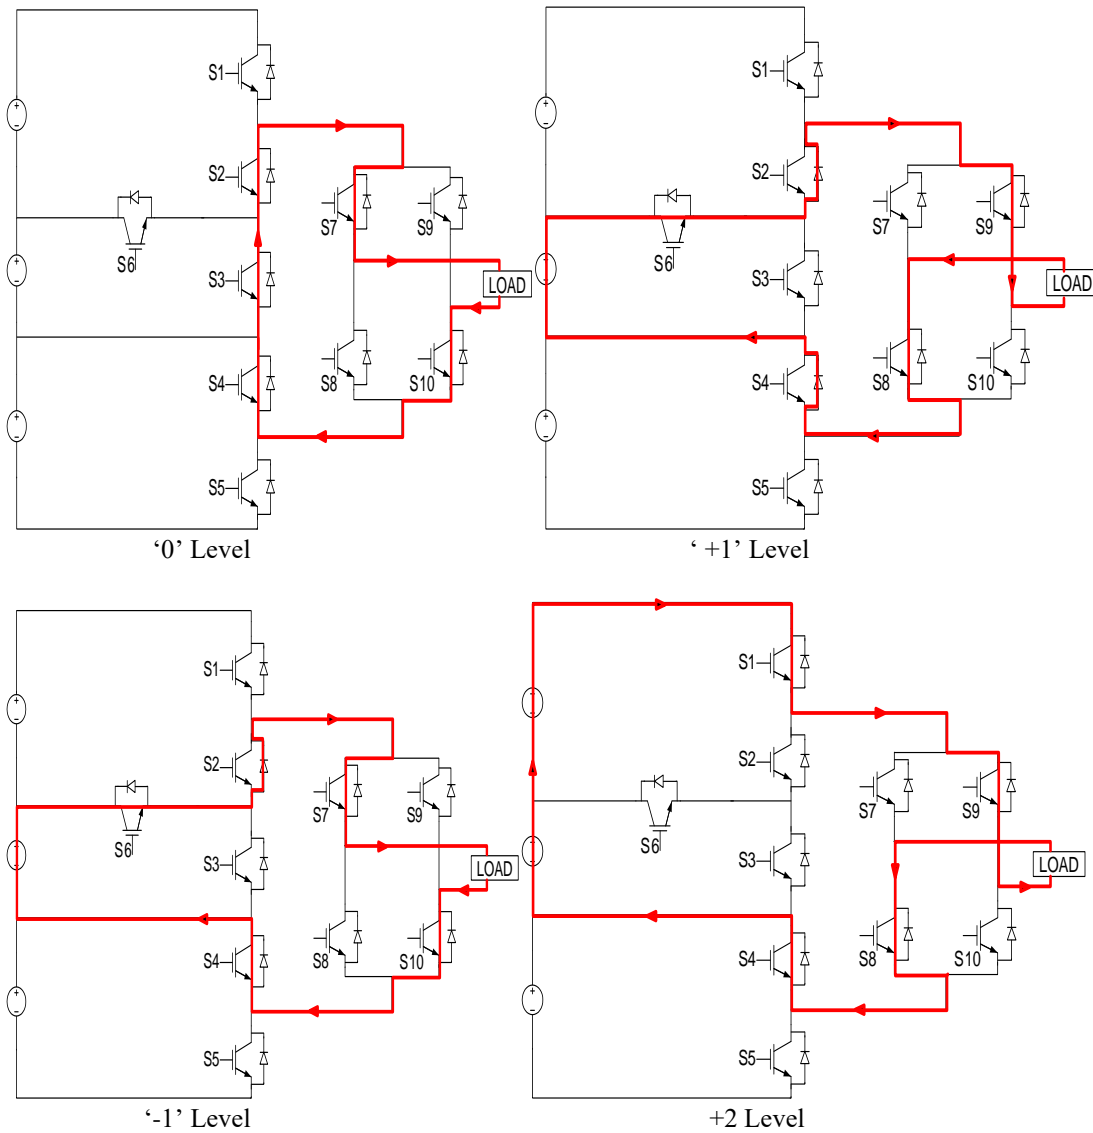 S1
S2
S7
S9
S6
S3
LOAD
S8
S10
S4
S5
‘0’ Level
S1
S2
S7
S9
S6
S3
LOAD
S8
S10
S4
S5
‘ +1’ Level
S1
S2
S7
S9
S6
S3
LOAD
S8
S10
S4
S5
‘-1’ Level
S1
S2
S7
S9
S6
S3
LOAD
S8
S10
S4
S5
+2 Level